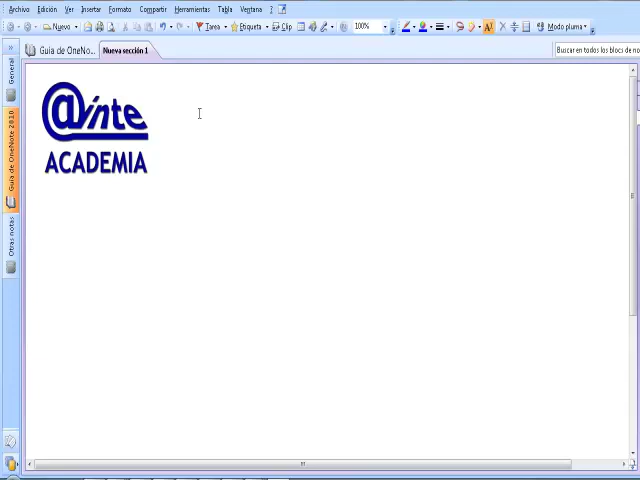 Archivo Edición Ver Insertar Formato Compartir Herramientas Tabla Ventana ?
Nuevo Tarea Etiqueta Clip 100% A Modo pluma
Guía de OneNo... Nueva sección 1 Buscar en todos los blocs de no
General
Guía de OneNote 2010
Otras notas
@inte
ACADEMIA